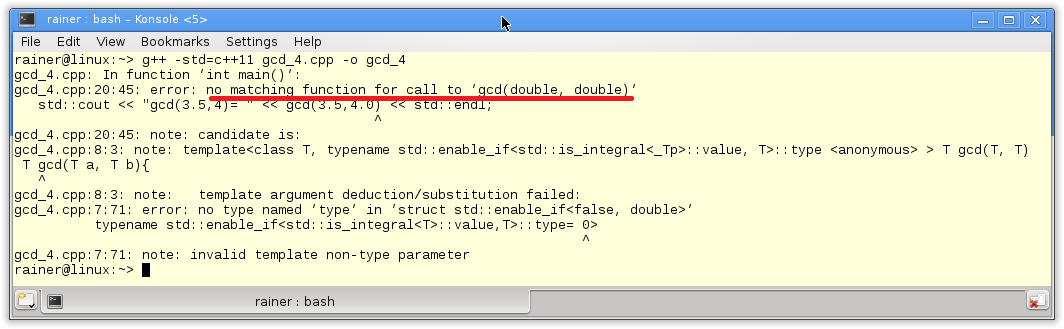 rainer : bash – Konsole <5>
File Edit View Bookmarks Settings Help
rainer@linux:~> g++ -std=c++11 gcd_4.cpp -o gcd_4
gcd_4.cpp: In function ‘int main()’:
gcd_4.cpp:20:45: error: no matching function for call to ‘gcd(double, double)’
   std::cout << "gcd(3.5,4)= " << gcd(3.5,4.0) << std::endl;
                                             ^
gcd_4.cpp:20:45: note: candidate is:
gcd_4.cpp:8:3: note: template<class T, typename std::enable_if<std::is_integral<_Tp>::value, T>::type <anonymous> > T gcd(T, T)
 T gcd(T a, T b){
   ^
gcd_4.cpp:8:3: note:   template argument deduction/substitution failed:
gcd_4.cpp:7:71: error: no type named ‘type’ in ‘struct std::enable_if<false, double>’
          typename std::enable_if<std::is_integral<T>::value,T>::type= 0>
                                                                       ^
gcd_4.cpp:7:71: note: invalid template non-type parameter
rainer@linux:~>
rainer : bash